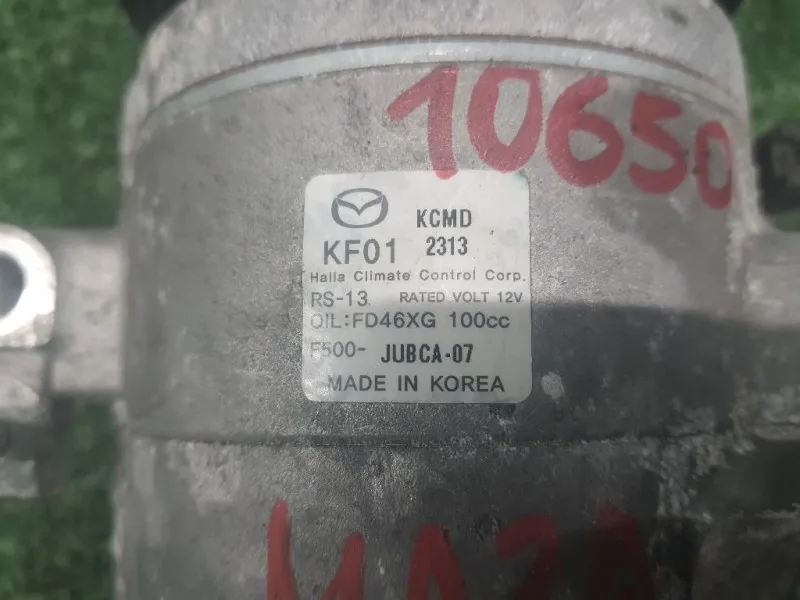 10650
KCMD
KF01 2313
Halla Climate Control Corp.
RS-13 RATED VOLT 12V
OIL:FD46XG 100cc
F500- JUBCA-07
MADE IN KOREA